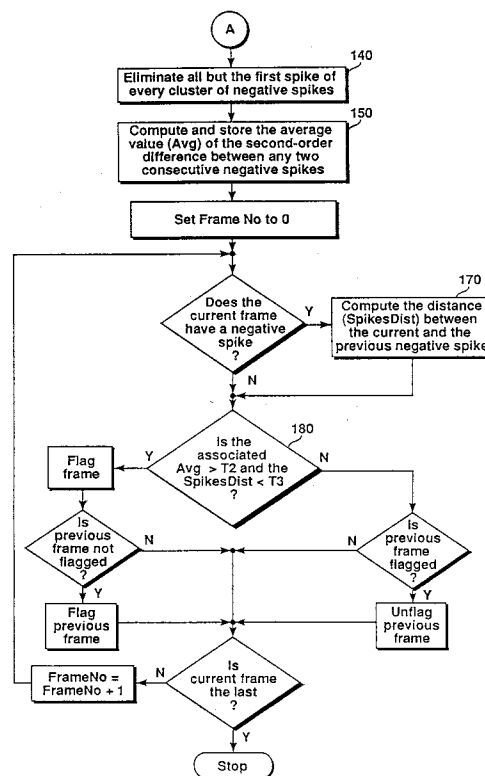 A
140
Eliminate all but the first spike of
every cluster of negative spikes
150
Compute and store the average
value (Avg) of the second-order
difference between any two
consecutive negative spikes
Set Frame No to 0
Does the
current frame
have a negative
spike
?
Y
N
170
Compute the distance
(SpikesDist) between
the current and the
previous negative spike
180
Is the
associated
Avg > T2 and the
SpikesDist < T3
?
Y
N
Flag
frame
Is
previous
frame not
flagged
?
N
Y
Flag
previous
frame
Is
previous
frame
flagged
?
N
Y
Unflag
previous
frame
Is
current frame
the last
?
N
Y
FrameNo =
FrameNo + 1
Stop